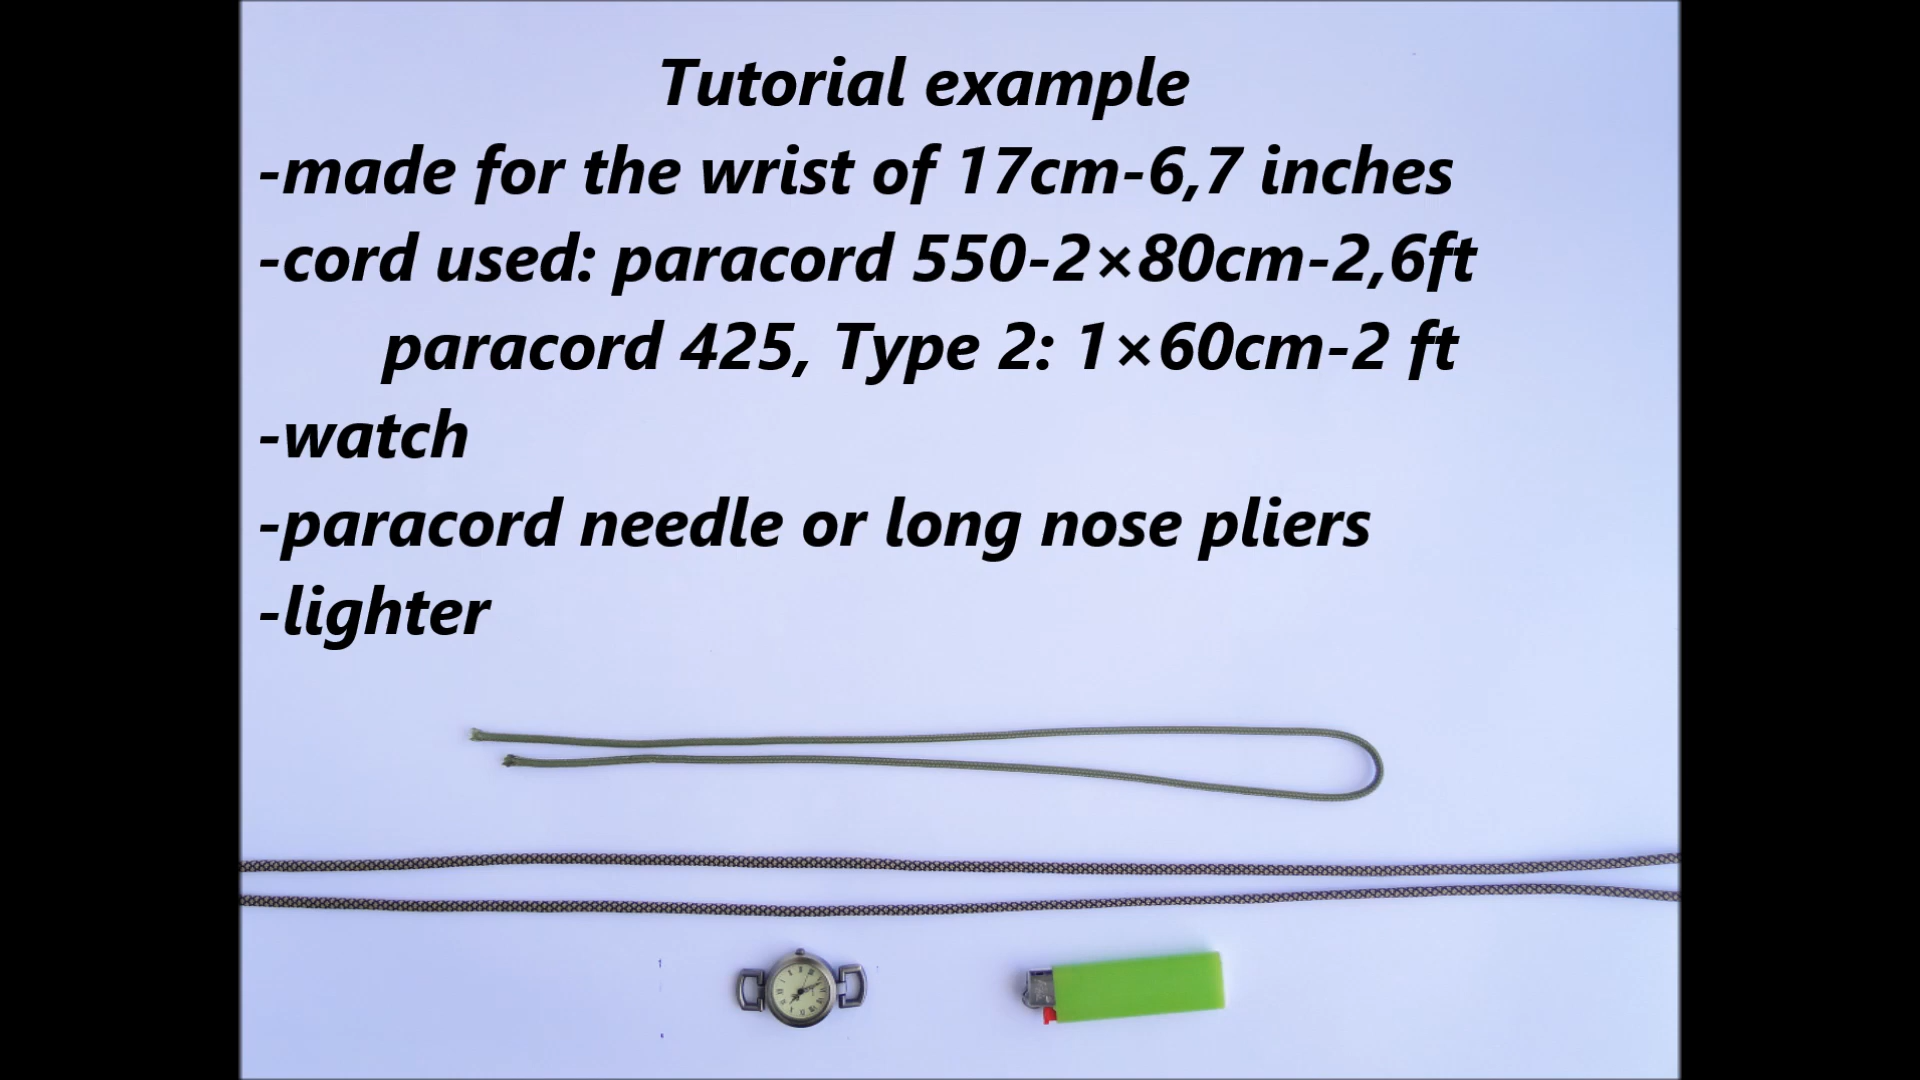 Tutorial example
-made for the wrist of 17cm-6,7 inches
-cord used: paracord 550-2×80cm-2,6ft
paracord 425, Type 2: 1×60cm-2 ft
-watch
-paracord needle or long nose pliers
-lighter